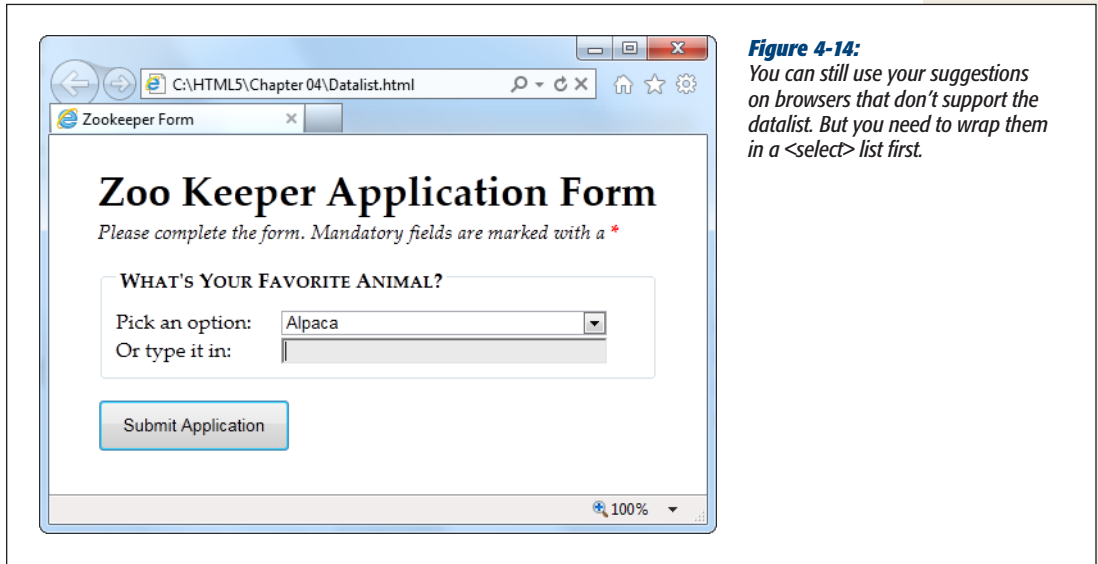 C:\HTML5\Chapter 04\Datalist.html
Zookeeper Form
Zoo Keeper Application Form
Please complete the form. Mandatory fields are marked with a *
What's Your Favorite Animal?
Pick an option: Alpaca
Or type it in:
Submit Application
100%
Figure 4-14:
You can still use your suggestions
on browsers that don't support the
datalist. But you need to wrap them
in a <select> list first.